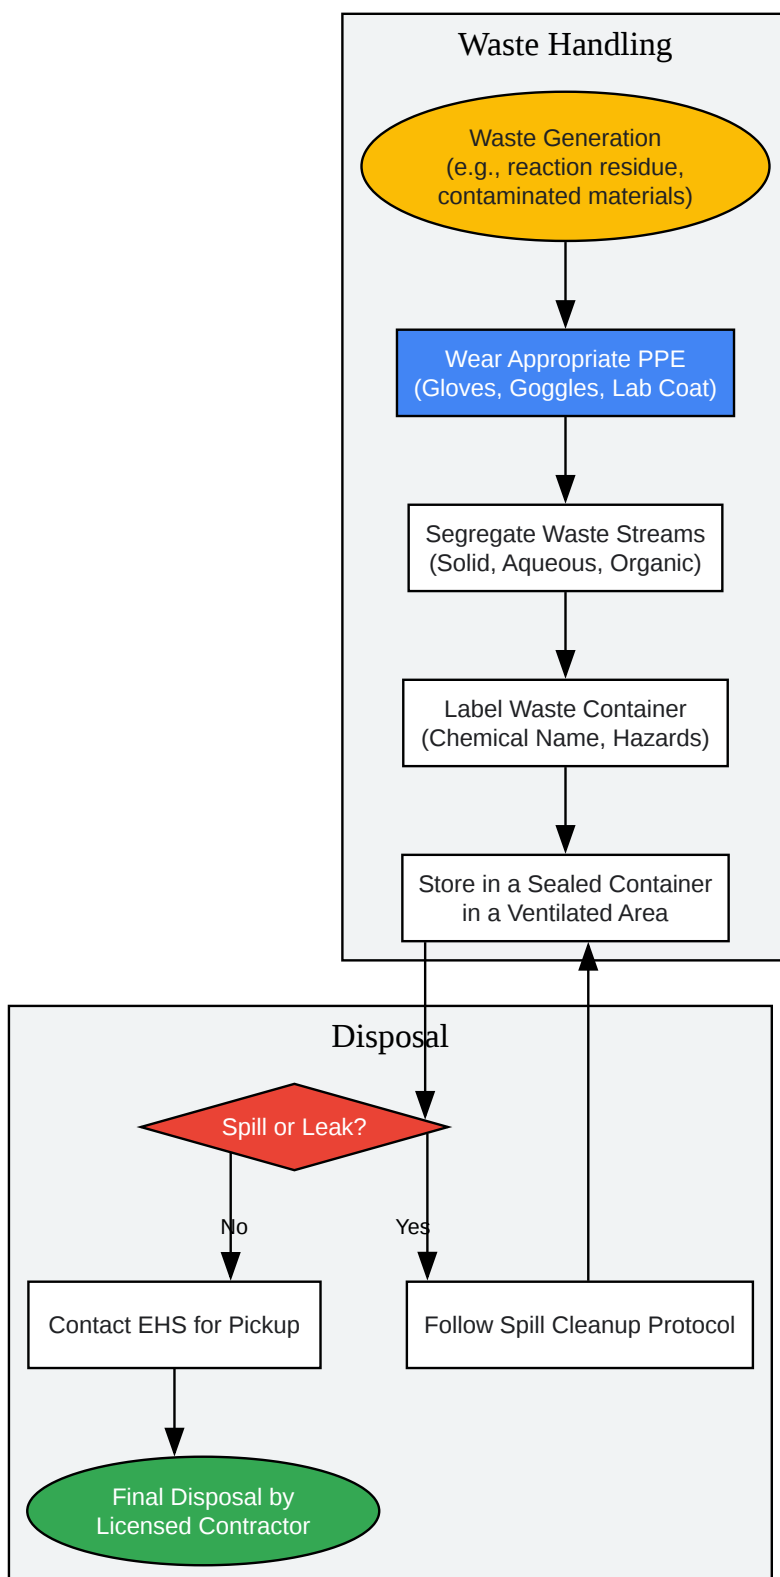 Waste Handling
Waste Generation
(e.g., reaction residue,
contaminated materials)
Wear Appropriate PPE
(Gloves, Goggles, Lab Coat)
Segregate Waste Streams
(Solid, Aqueous, Organic)
Label Waste Container
(Chemical Name, Hazards)
Store in a Sealed Container
in a Ventilated Area
Disposal
Spill or Leak?
No
Yes
Contact EHS for Pickup
Follow Spill Cleanup Protocol
Final Disposal by
Licensed Contractor